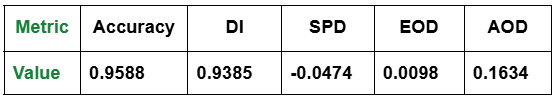 Metric Accuracy DI SPD EOD AOD
Value 0.9588 0.9385 -0.0474 0.0098 0.1634